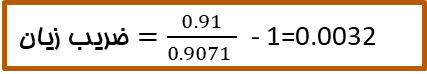 ضریب زیان = 0.91/0.9071 - 1=0.0032